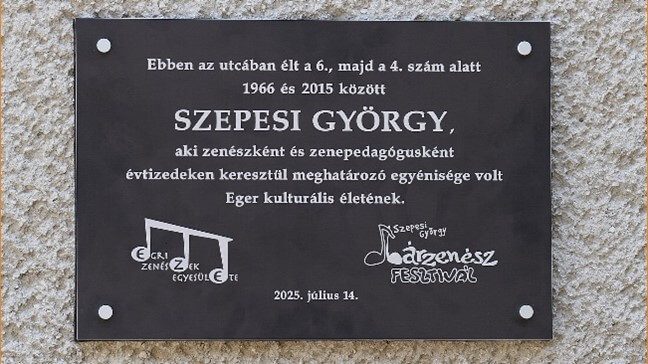 Ebben az utcában élt a 6., majd a 4. szám alatt
1966 és 2015 között
SZEPESI GYÖRGY,
aki zenészként és zenepedagógusként
évtizedeken keresztül meghatározó egyénisége volt
Eger kulturális életének.
EGRI
ZENÉSZEK
EGYESÜLETE
Szepesi
György
Bárzenész
FESZTIVÁL
2025. július 14.